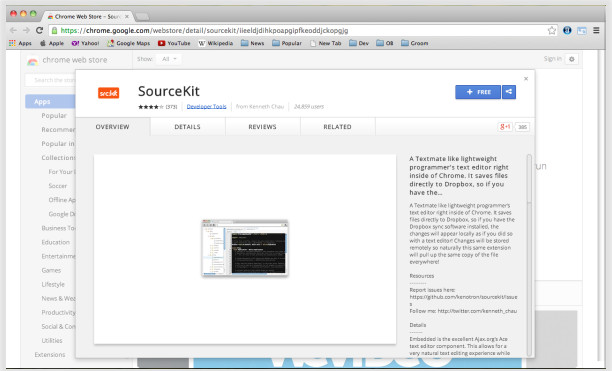 Chrome Web Store – Source
https://chrome.google.com/webstore/detail/sourcekit/iieeldjdihkpoapgipfkeoddjckopgjg
Apps Apple Yahoo! Google Maps YouTube Wikipedia News Popular New Tab Dev OB Groom
chrome web store Show: All Sign in
Search the store
Apps
Popular
Recommen
Popular in
Collection
For Your
Soccer
Offline Ap
Google D
Business To
Education
Entertainme
Games
Lifestyle
News & Wea
Productivity
Social & Com
Utilities
Extensions
un
srckit
SourceKit
(373) Developer Tools from Kenneth Chau 24,859 users
+ FREE
OVERVIEW DETAILS REVIEWS RELATED
g+1 385
A Textmate like lightweight
programmer's text editor right
inside of Chrome. It saves files
directly to Dropbox, so if you
have the...
A Textmate like lightweight programmer's
text editor right inside of Chrome. It saves
files directly to Dropbox, so if you have the
Dropbox sync software installed, the
changes will appear locally as if you did so
with a text editor! Changes will be stored
remotely so naturally this same extension
will pull up the same copy of the file
everywhere!
Resources
Report issues here:
https://github.com/kenotron/sourcekit/issue
s
Follow me: http://twitter.com/kenneth_chau
Details
Embedded is the excellent Ajax.org's Ace
text editor component. This allows for a
very natural text editing experience while